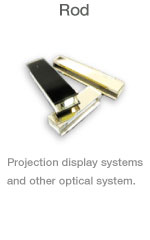 Rod
Projection display systems
and other optical system.